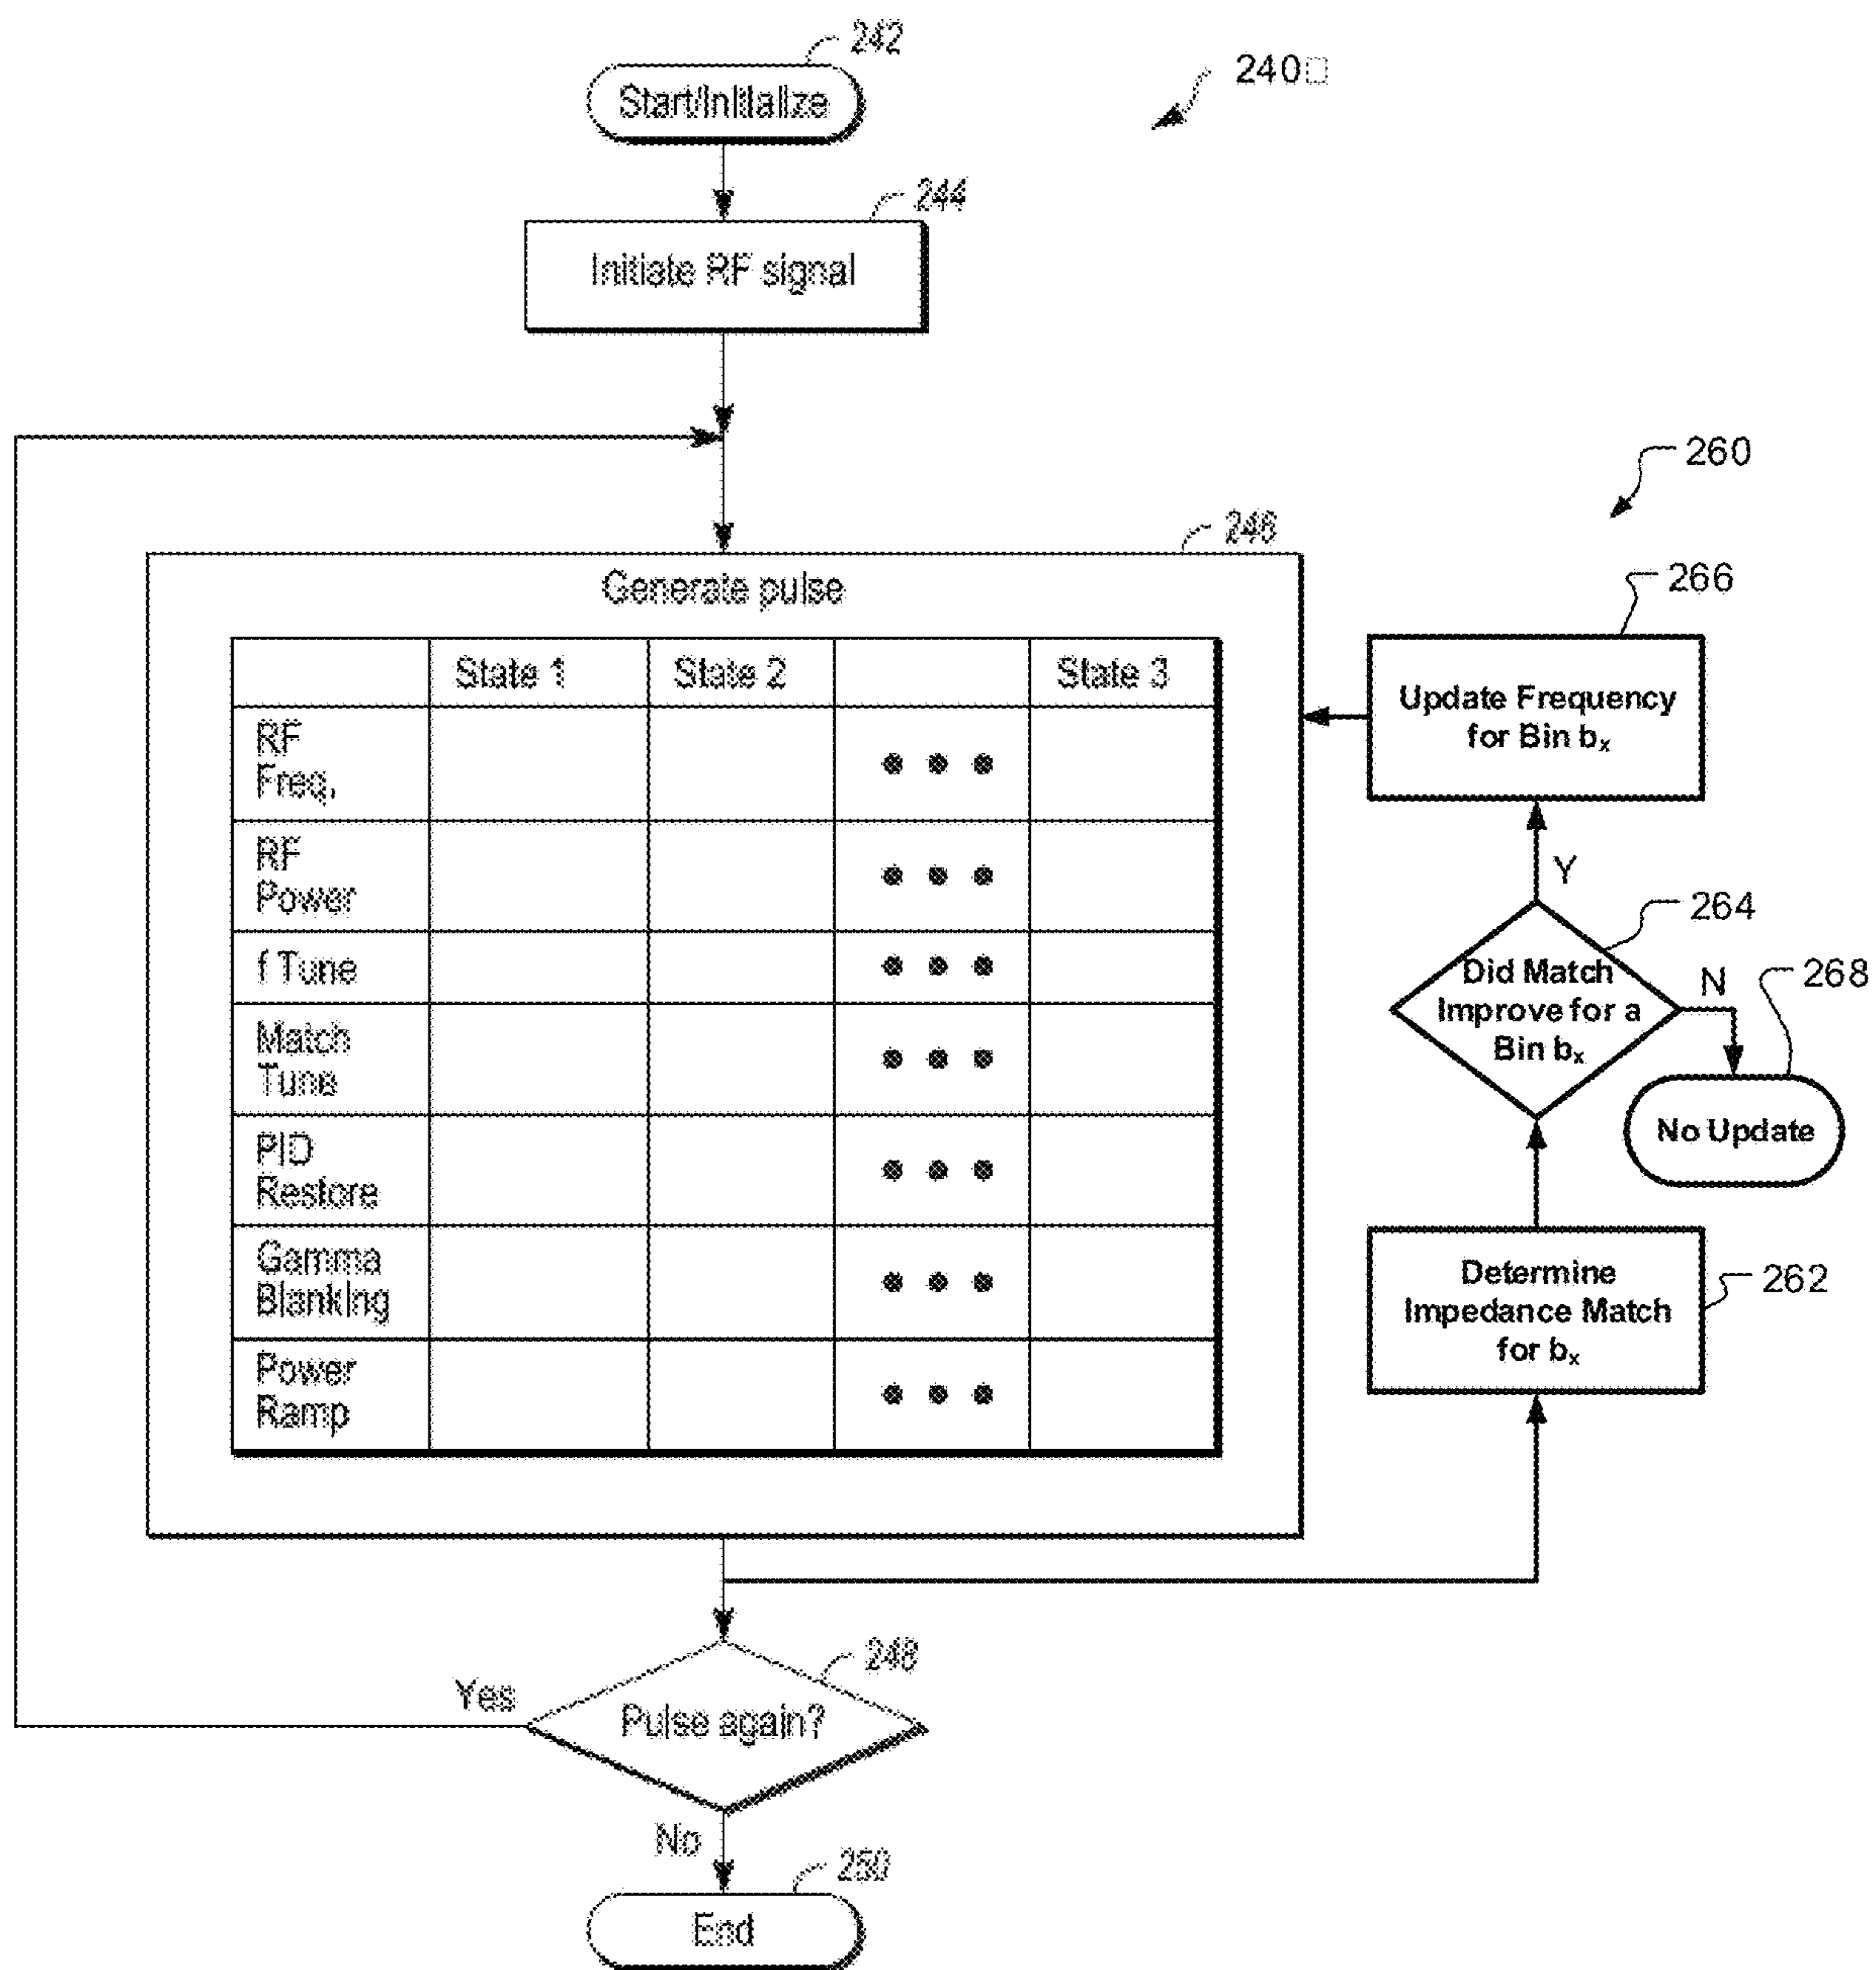 242
Start/Initialize
240
244
Initiate RF signal
260
246
Generate pulse
266
State 1 State 2 State 3
Update Frequency
for Bin bₓ
RF
Freq.
RF
Power
Y
264
f Tune
Did Match
Improve for a
Bin bₓ
N
268
No Update
Match
Tune
PID
Restore
Gamma
Blanking
Determine
Impedance Match
for bₓ
262
Power
Ramp
248
Yes
Pulse again?
No
250
End